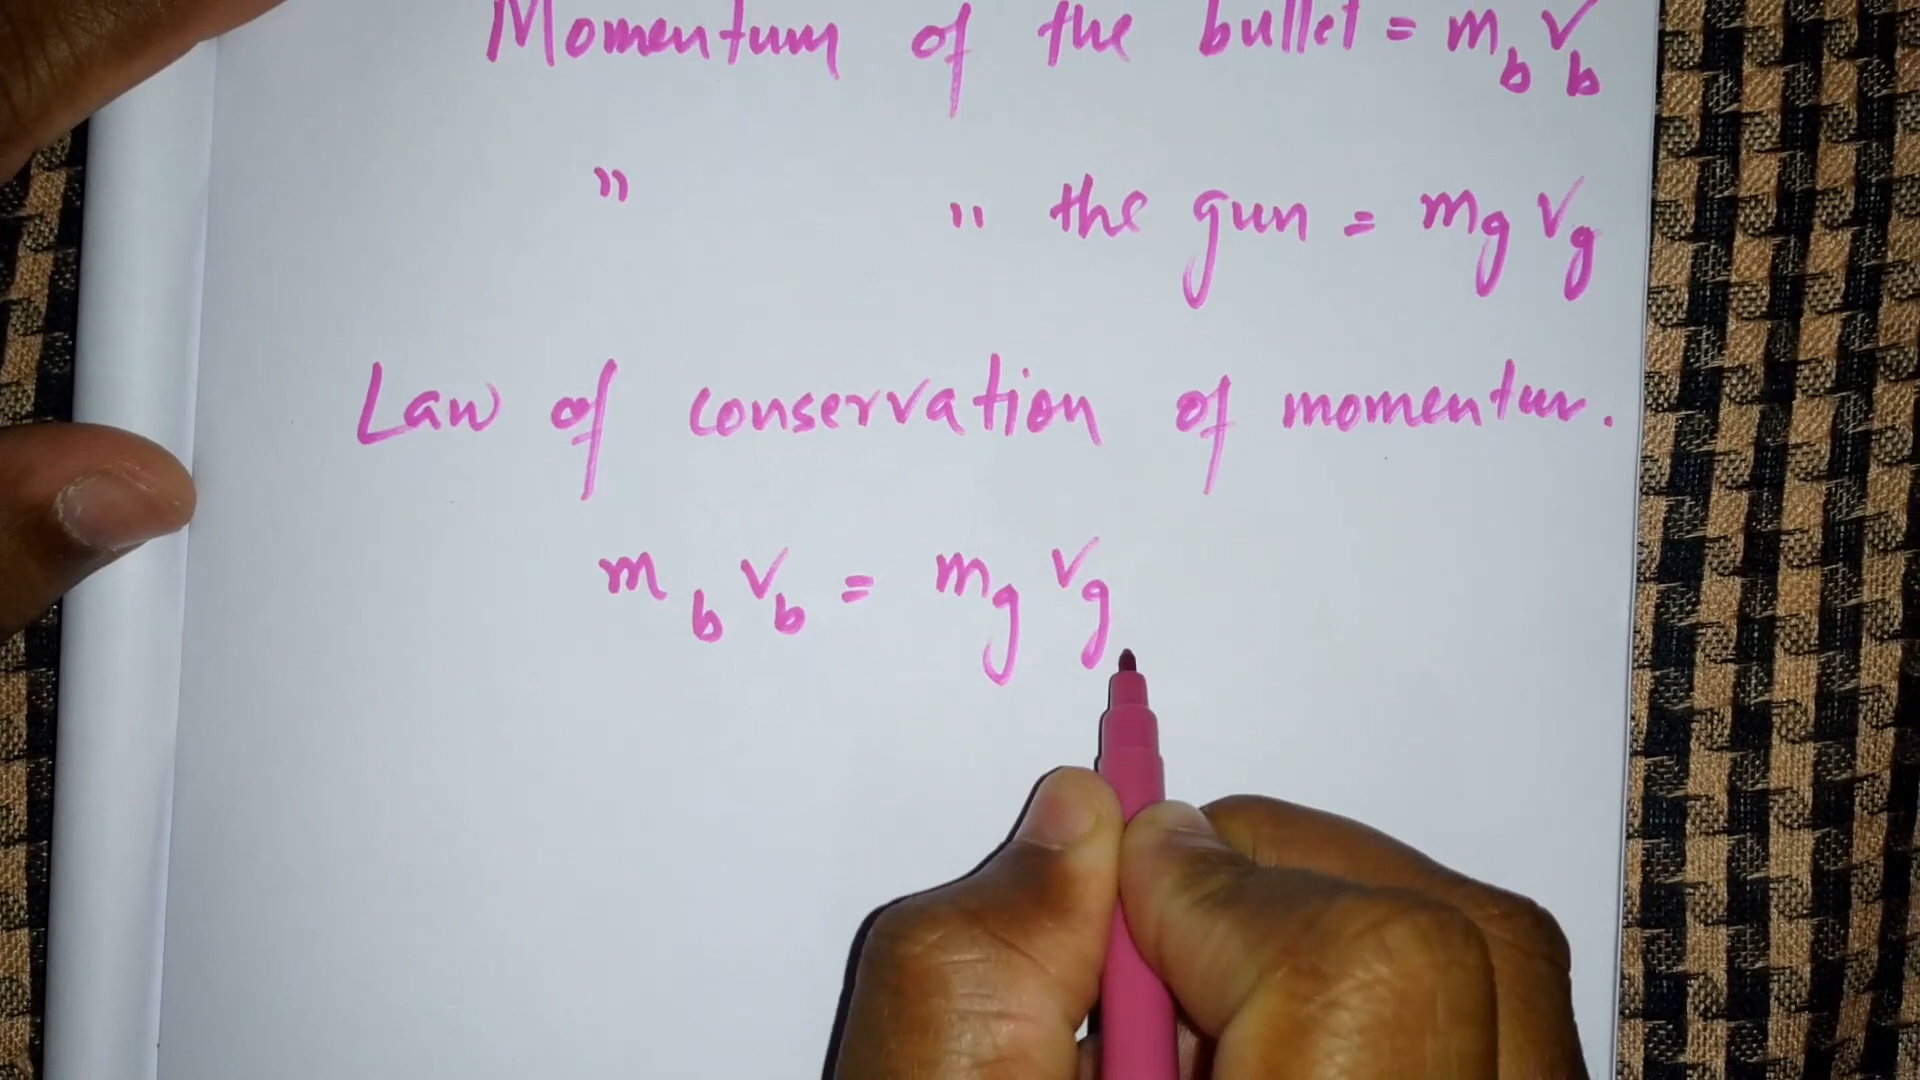 Momentum of the bullet = m_b v_b
" " the gun = m_g v_g
Law of conservation of momentum.
m_b v_b = m_g v_g